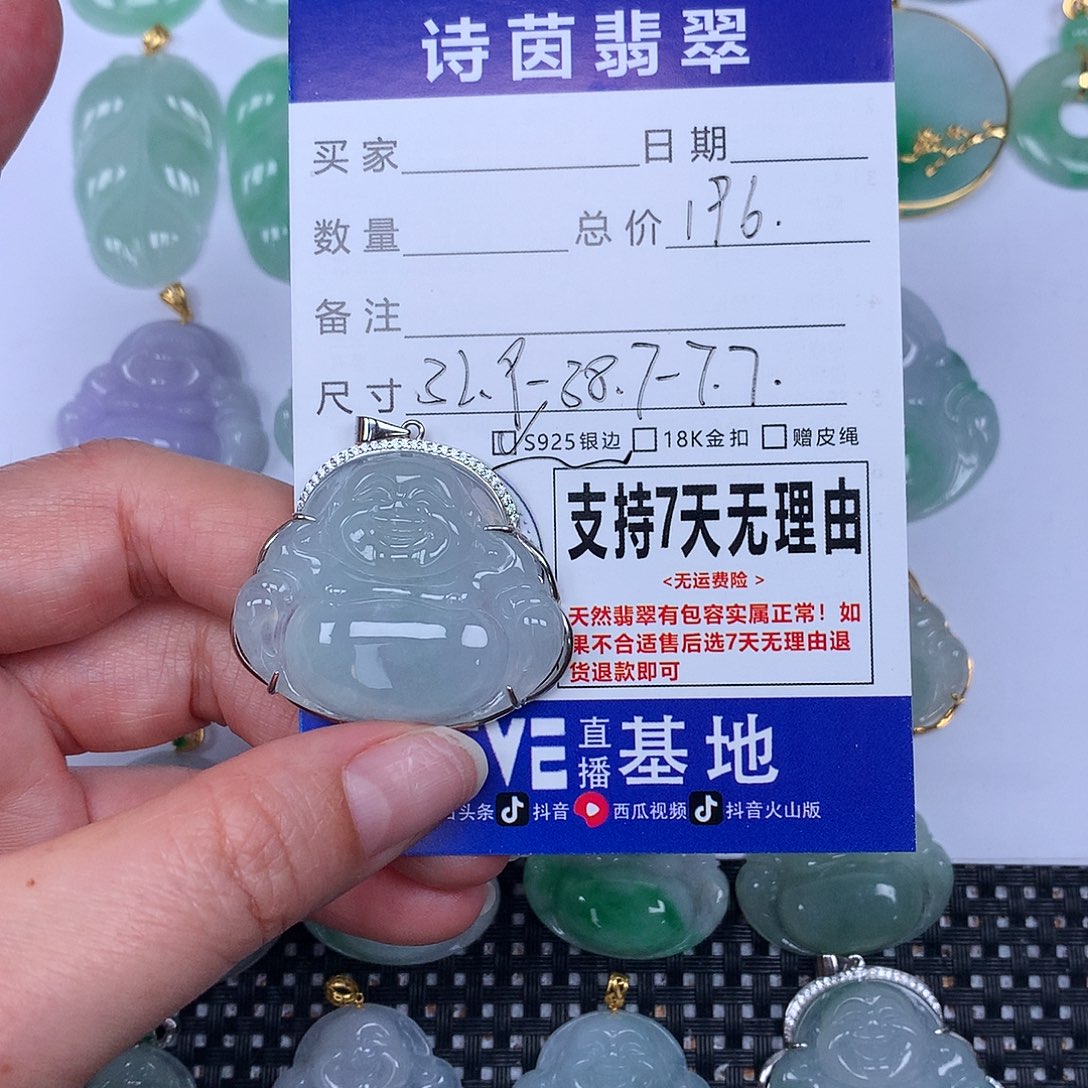 诗茵翡翠
买家 日期
数量 总价 196.
备注
尺寸 32.9-38.7-7.7.
S925银边 18K金扣 赠皮绳
支持7天无理由
<无运费险>
天然翡翠有包容实属正常！如
果不合适售后选7天无理由退
货退款即可
VE 直播 基地
头条 抖音 西瓜视频 抖音火山版